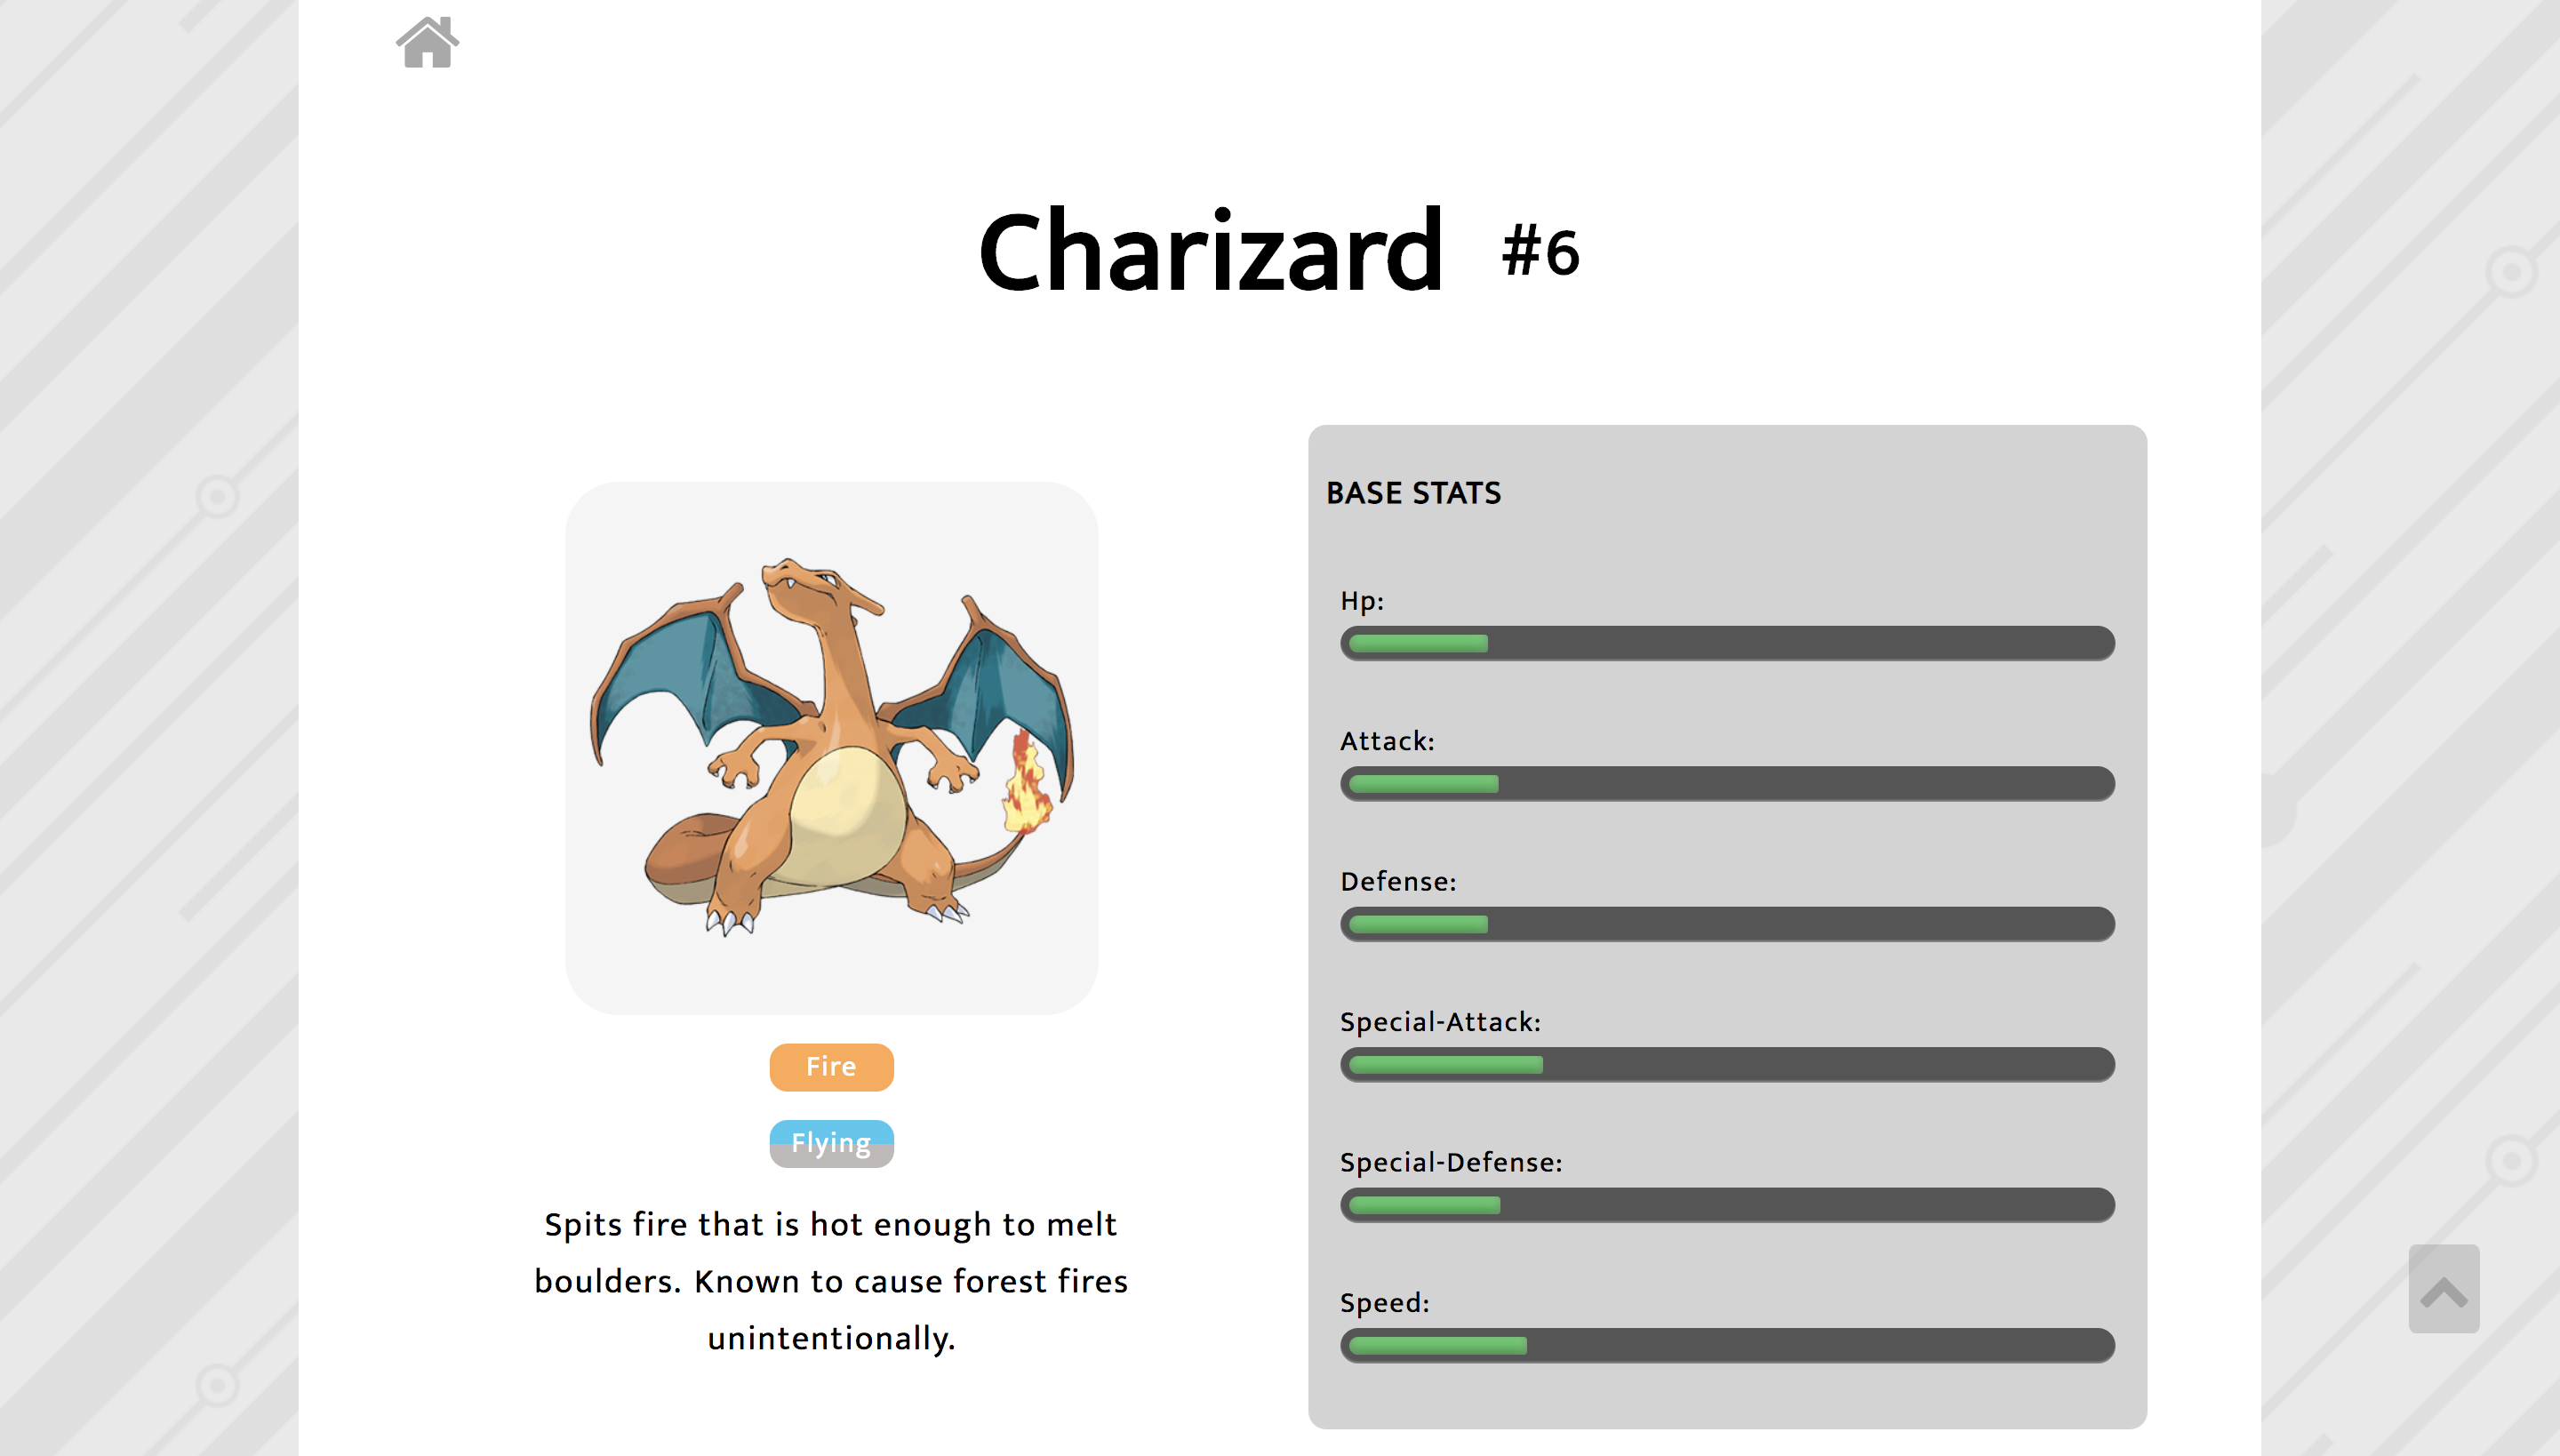 Charizard #6
Fire
Flying
Spits fire that is hot enough to melt
boulders. Known to cause forest fires
unintentionally.
BASE STATS
Hp:
Attack:
Defense:
Special-Attack:
Special-Defense:
Speed: